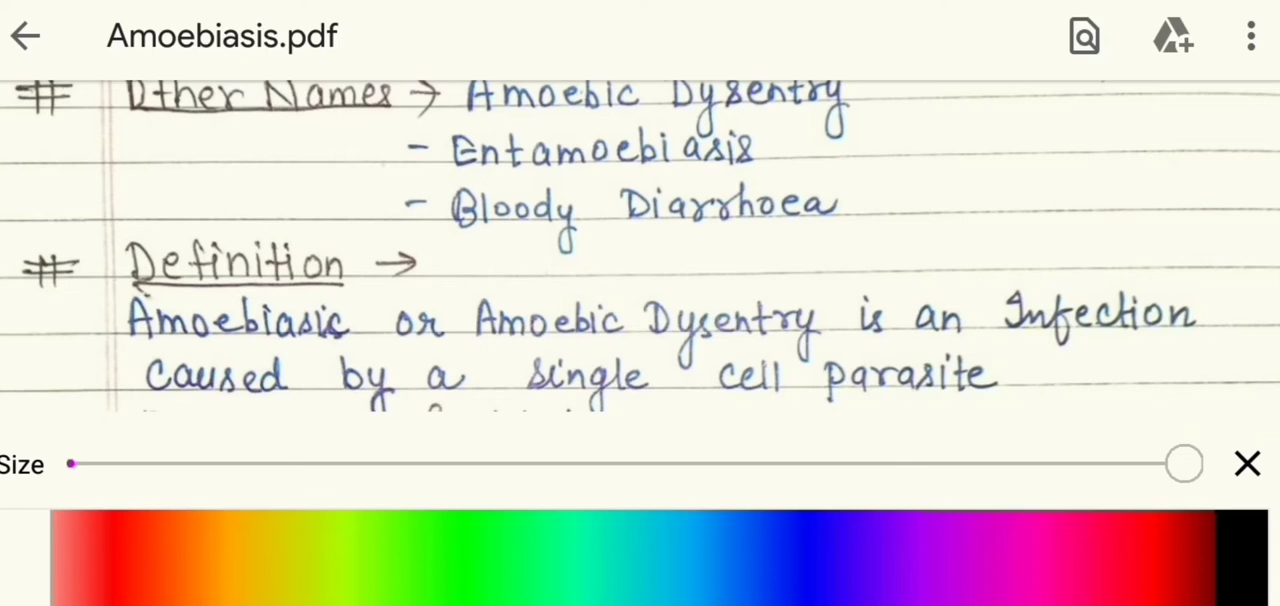 Amoebiasis.pdf
# Other Names → Amoebic Dysentry
- Entamoebiasis
- Bloody Diarrhoea
# Definition →
Amoebiasic or Amoebic Dysentry is an Infection
caused by a single cell parasite
Size